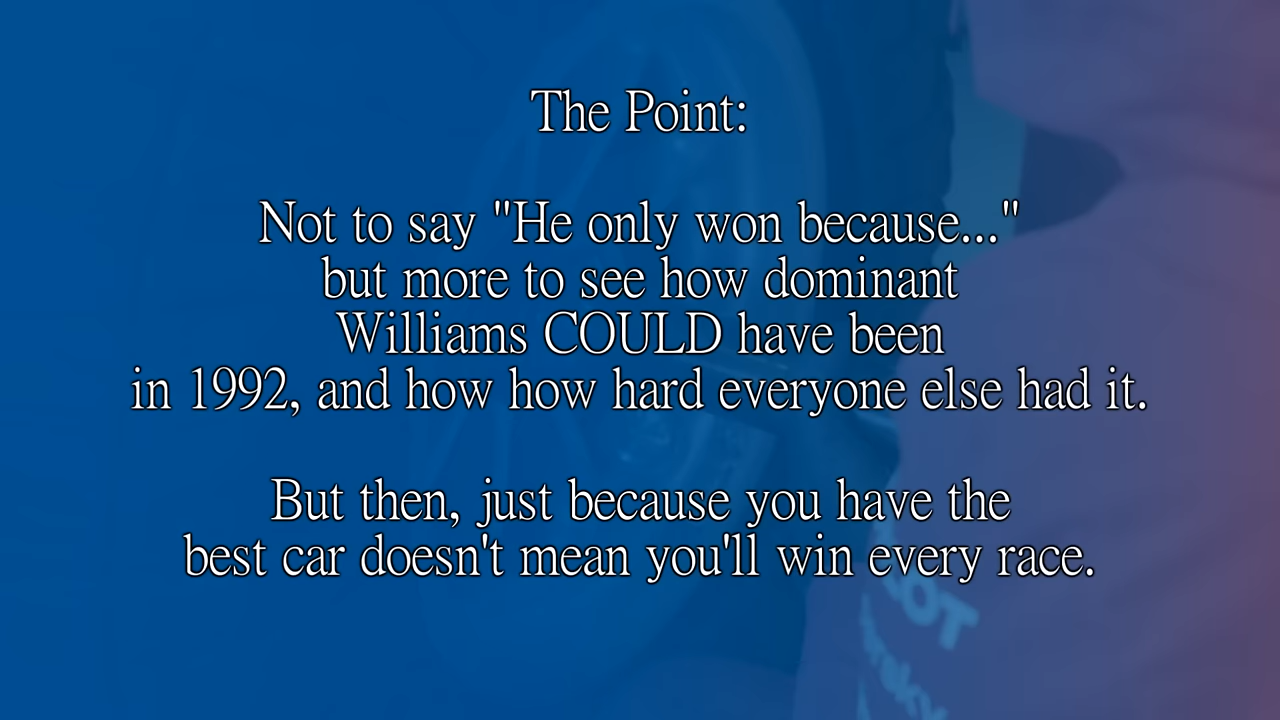 The Point:
Not to say "He only won because..."
but more to see how dominant
Williams COULD have been
in 1992, and how how hard everyone else had it.
But then, just because you have the
best car doesn't mean you'll win every race.